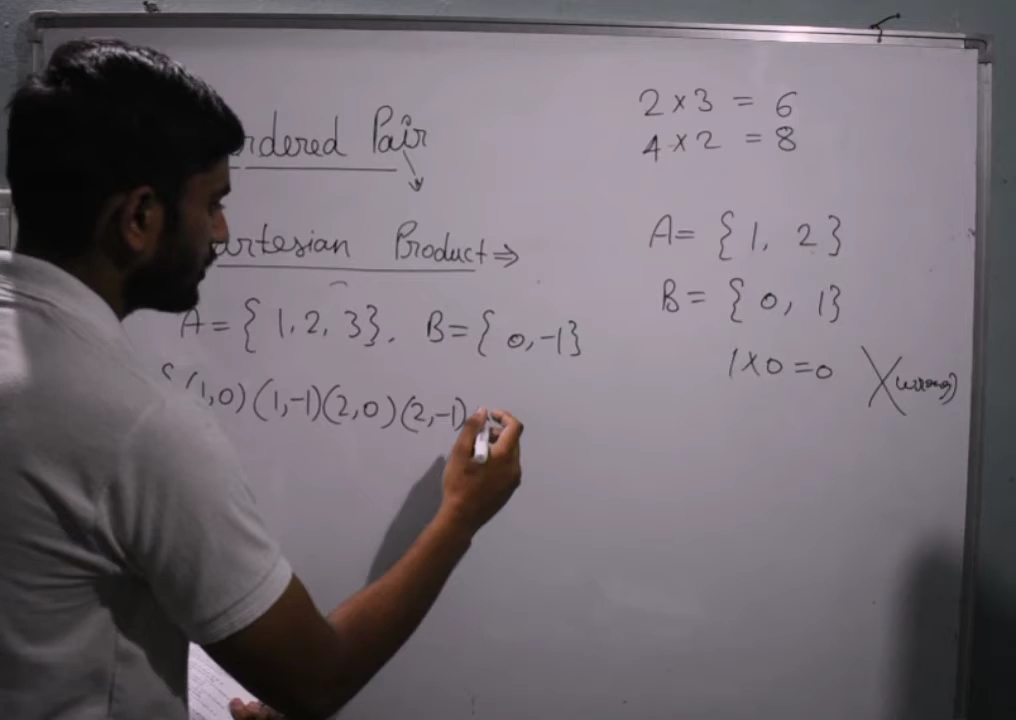 rdered Pair
artesian Product ⇒
A = { 1, 2, 3}, B = { 0, -1}
{ (1,0) (1,-1) (2,0) (2,-1)
2 × 3 = 6
4 × 2 = 8
A = { 1, 2 }
B = { 0, 1}
1 × 0 = 0 X (wrong)